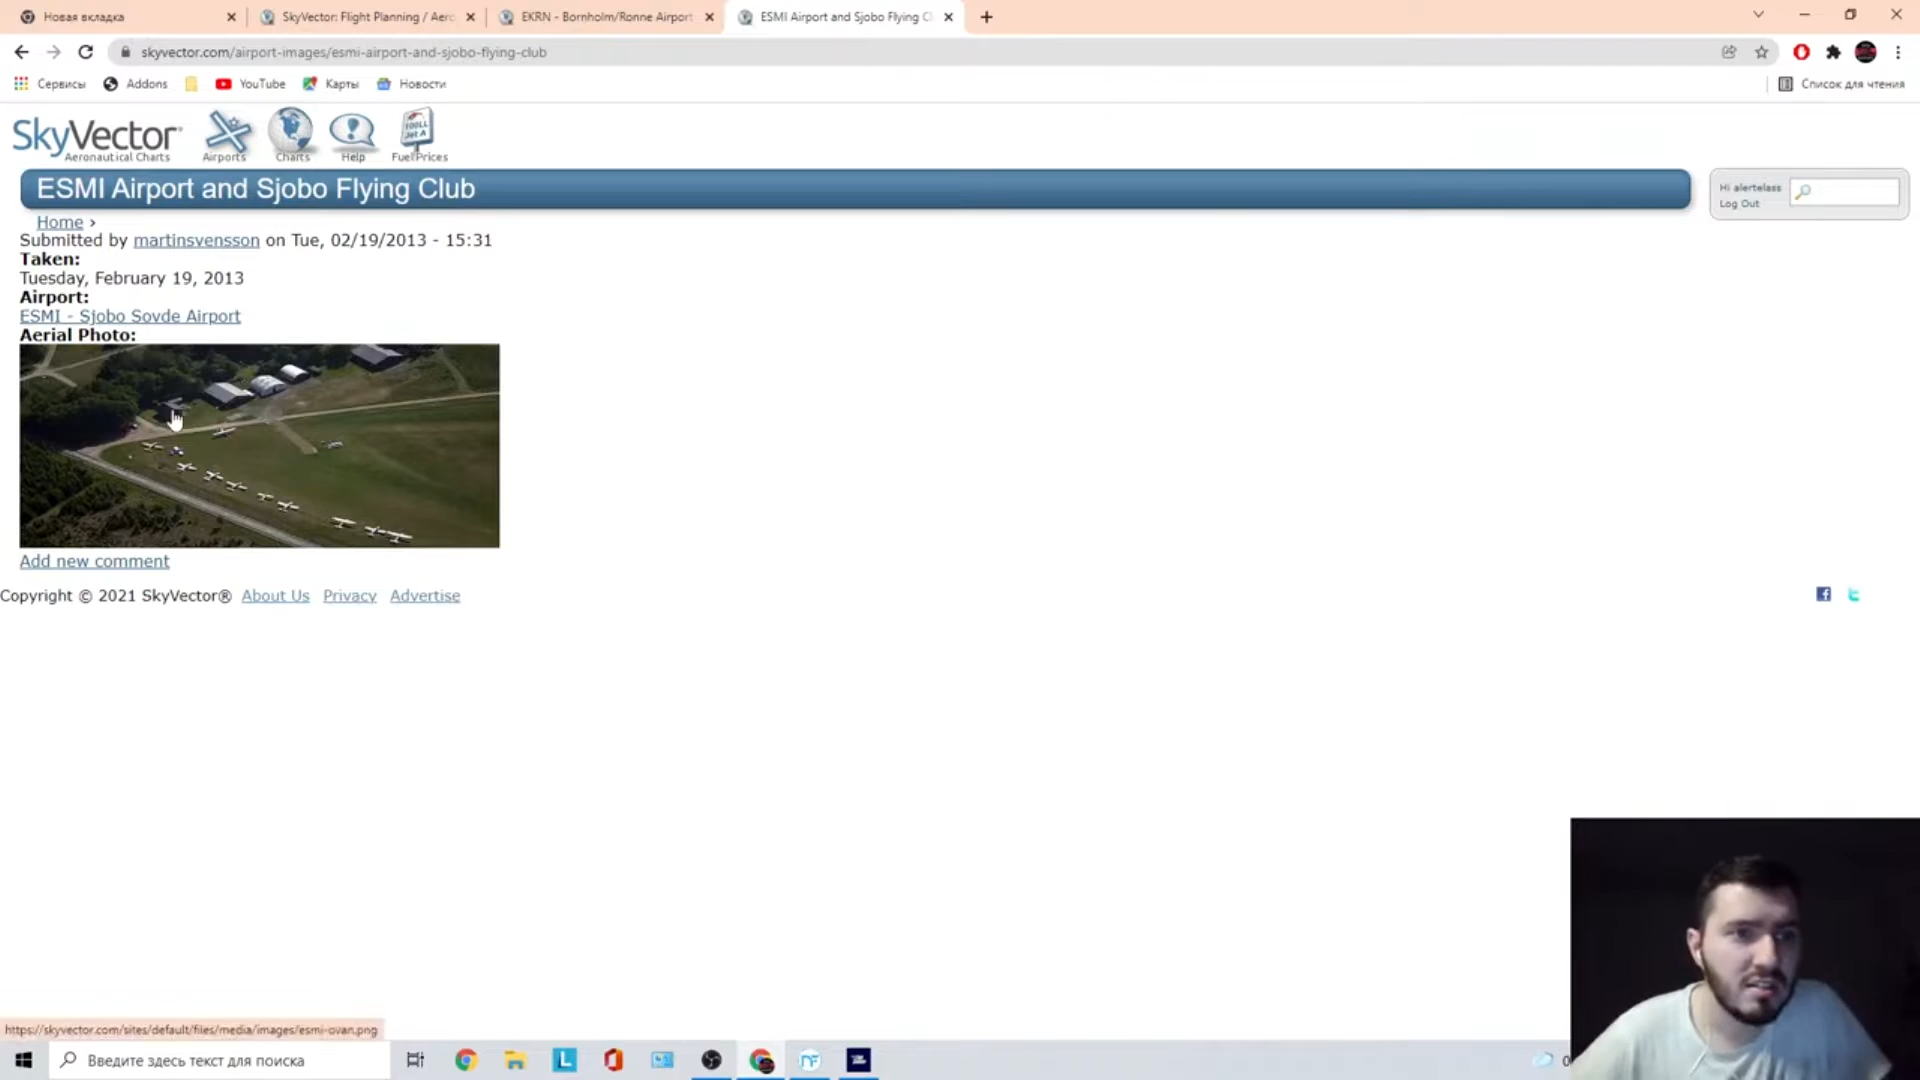 Новая вкладка
SkyVector: Flight Planning / Aero
EKRN - Bornholm/Ronne Airport
ESMI Airport and Sjobo Flying Cl
skyvector.com/airport-images/esmi-airport-and-sjobo-flying-club
Сервисы
Addons
YouTube
Карты
Новости
Список для чтения
SkyVector
Aeronautical Charts
Airports
Charts
Help
100LL
Jet A
Fuel Prices
ESMI Airport and Sjobo Flying Club
Hi alertelass
Log Out
Home ›
Submitted by martinsvensson on Tue, 02/19/2013 - 15:31
Taken:
Tuesday, February 19, 2013
Airport:
ESMI - Sjobo Sovde Airport
Aerial Photo:
Add new comment
Copyright © 2021 SkyVector® About Us Privacy Advertise
https://skyvector.com/sites/default/files/media/images/esmi-ovan.png
Введите здесь текст для поиска